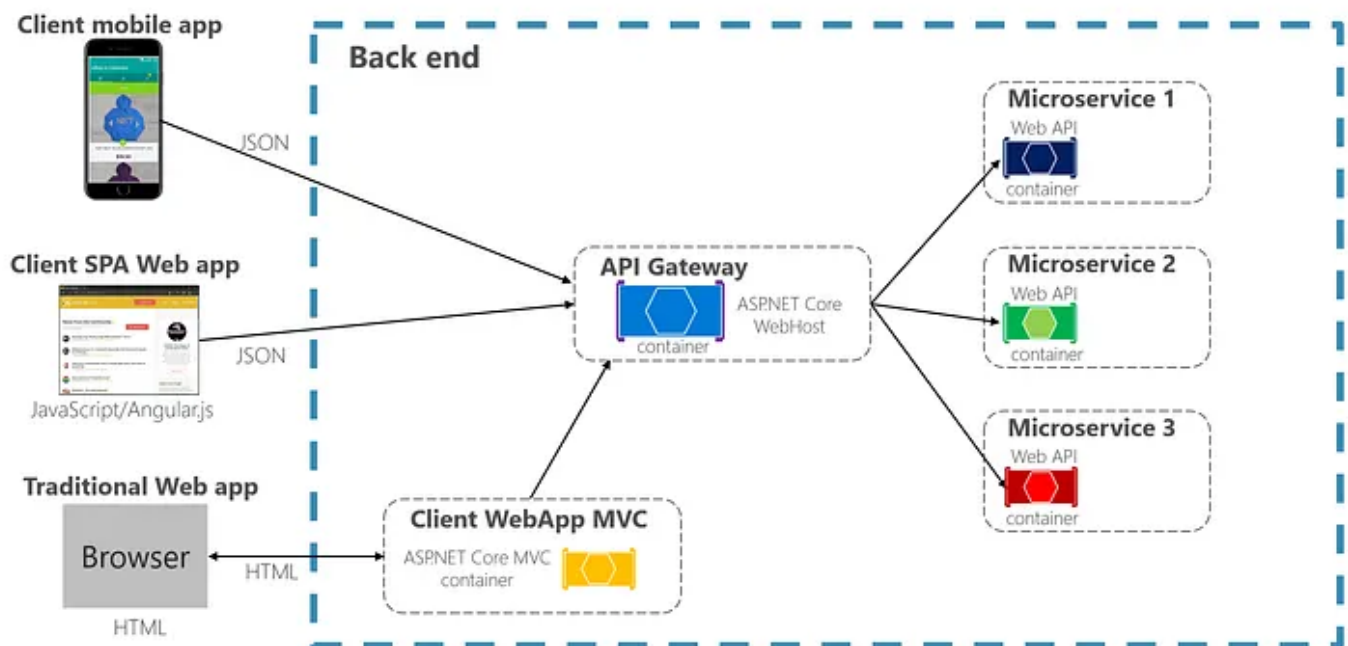 Client mobile app
Back end
JSON
Client SPA Web app
JSON
JavaScript/Angular.js
Traditional Web app
Browser
HTML
HTML
Client WebApp MVC
ASP.NET Core MVC
container
API Gateway
ASP.NET Core
WebHost
container
Microservice 1
Web API
container
Microservice 2
Web API
container
Microservice 3
Web API
container